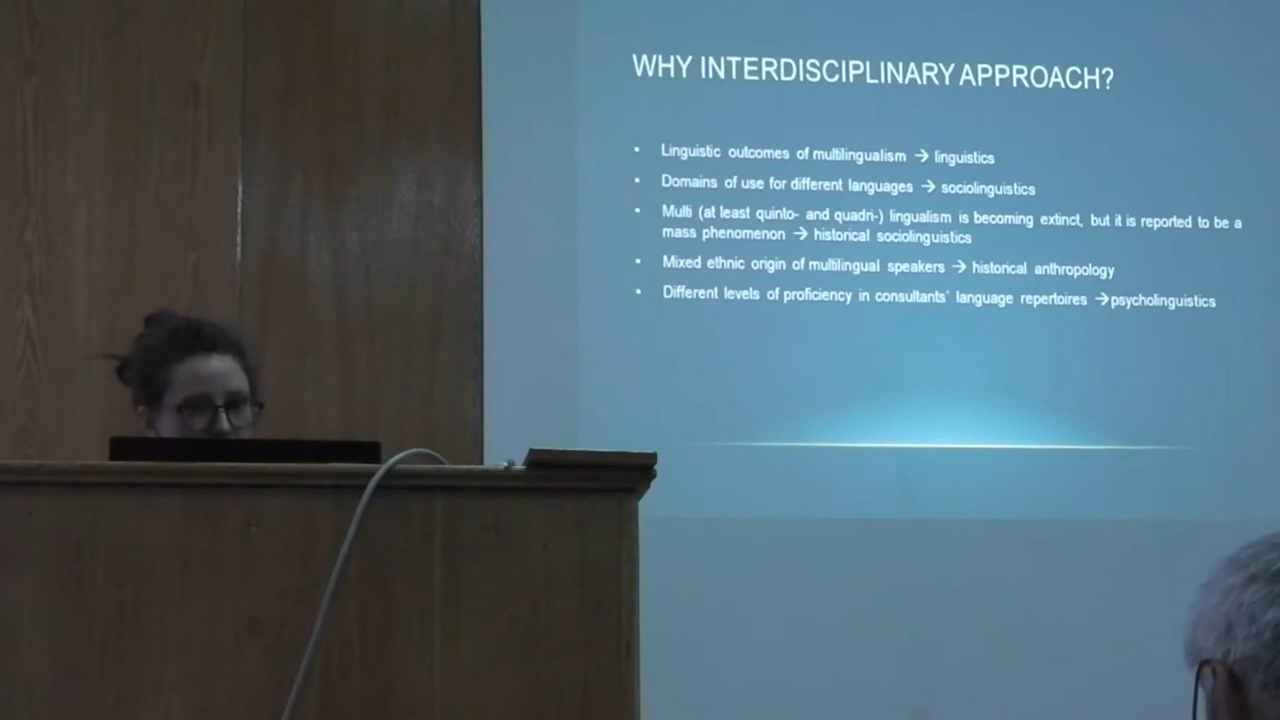 WHY INTERDISCIPLINARY APPROACH?
• Linguistic outcomes of multilingualism → linguistics
• Domains of use for different languages → sociolinguistics
• Multi (at least quinto- and quadri-) lingualism is becoming extinct, but it is reported to be a
mass phenomenon → historical sociolinguistics
• Mixed ethnic origin of multilingual speakers → historical anthropology
• Different levels of proficiency in consultants' language repertoires →psycholinguistics